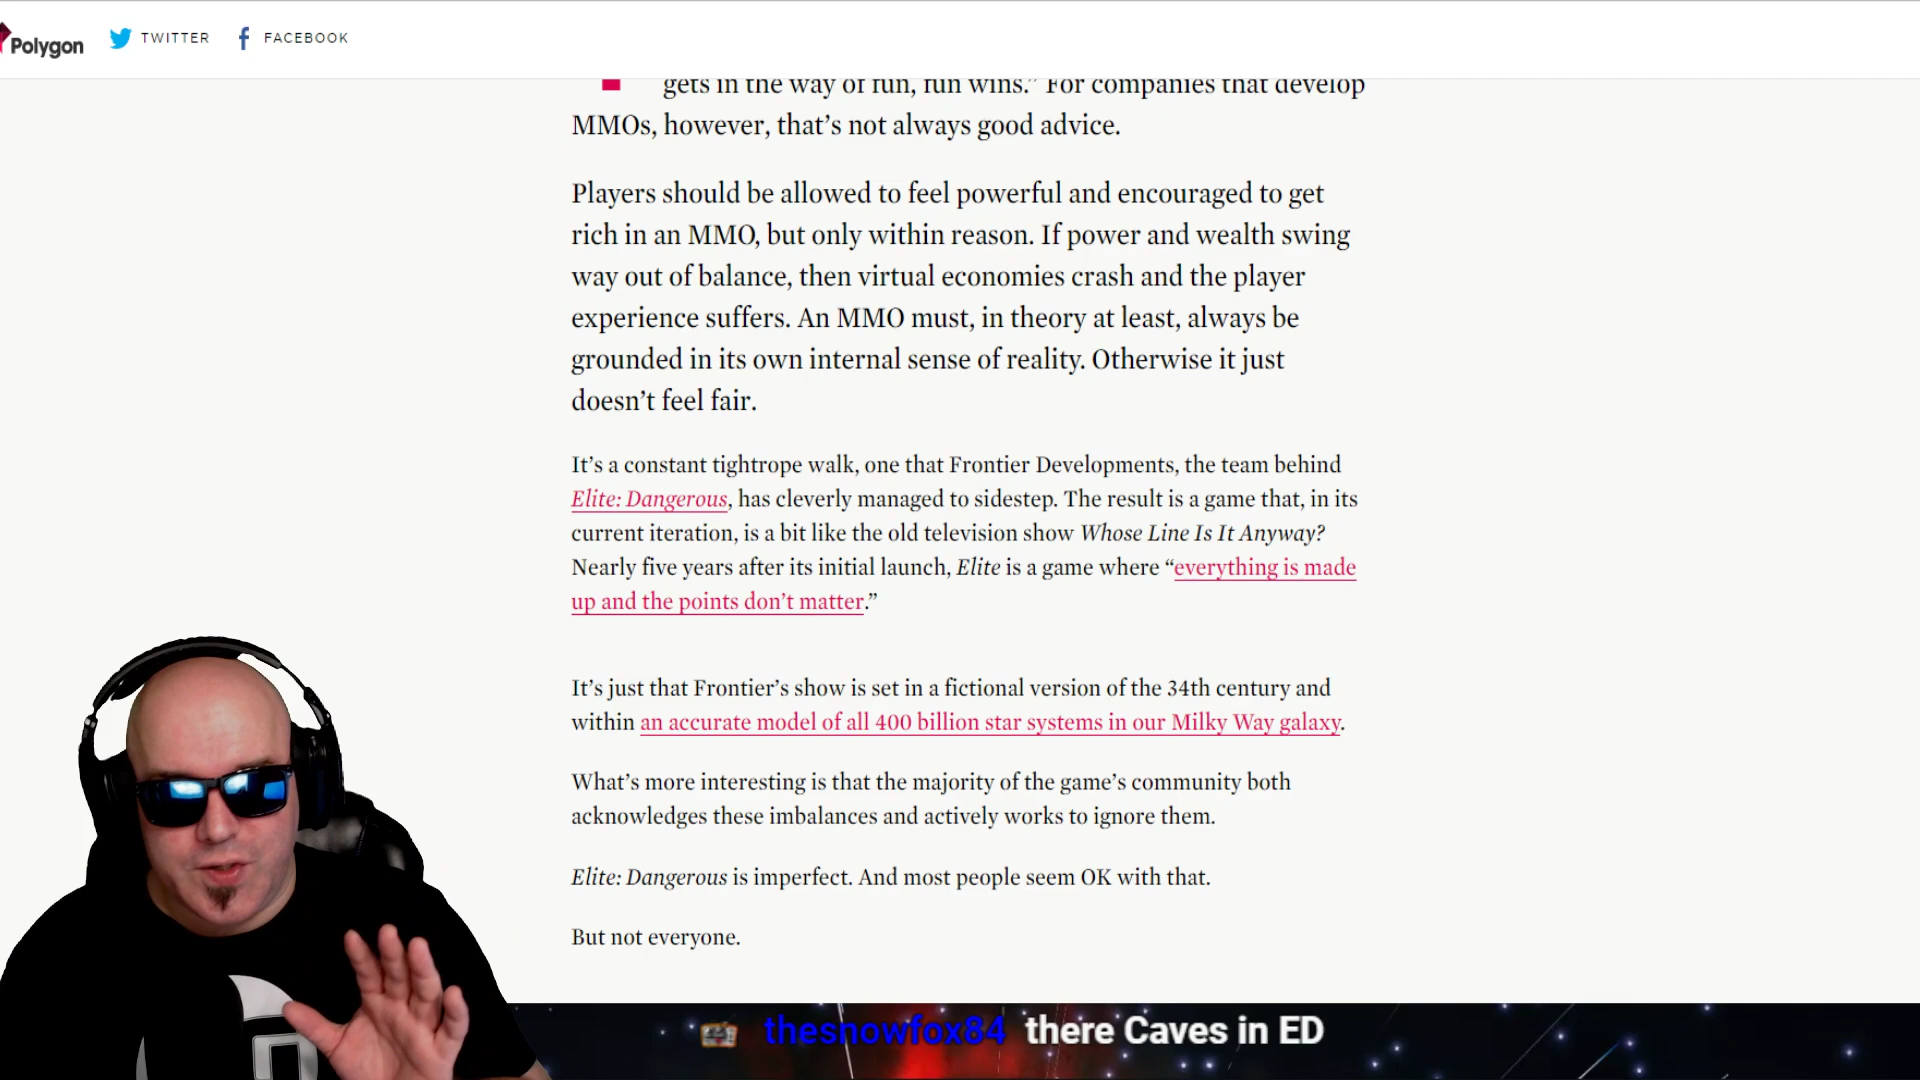 Polygon TWITTER FACEBOOK
gets in the way of fun, fun wins.” For companies that develop
MMOs, however, that’s not always good advice.
Players should be allowed to feel powerful and encouraged to get
rich in an MMO, but only within reason. If power and wealth swing
way out of balance, then virtual economies crash and the player
experience suffers. An MMO must, in theory at least, always be
grounded in its own internal sense of reality. Otherwise it just
doesn’t feel fair.
It’s a constant tightrope walk, one that Frontier Developments, the team behind
Elite: Dangerous, has cleverly managed to sidestep. The result is a game that, in its
current iteration, is a bit like the old television show Whose Line Is It Anyway?
Nearly five years after its initial launch, Elite is a game where “everything is made
up and the points don’t matter.”
It’s just that Frontier’s show is set in a fictional version of the 34th century and
within an accurate model of all 400 billion star systems in our Milky Way galaxy.
What’s more interesting is that the majority of the game’s community both
acknowledges these imbalances and actively works to ignore them.
Elite: Dangerous is imperfect. And most people seem OK with that.
But not everyone.
thesnowfox84 there Caves in ED